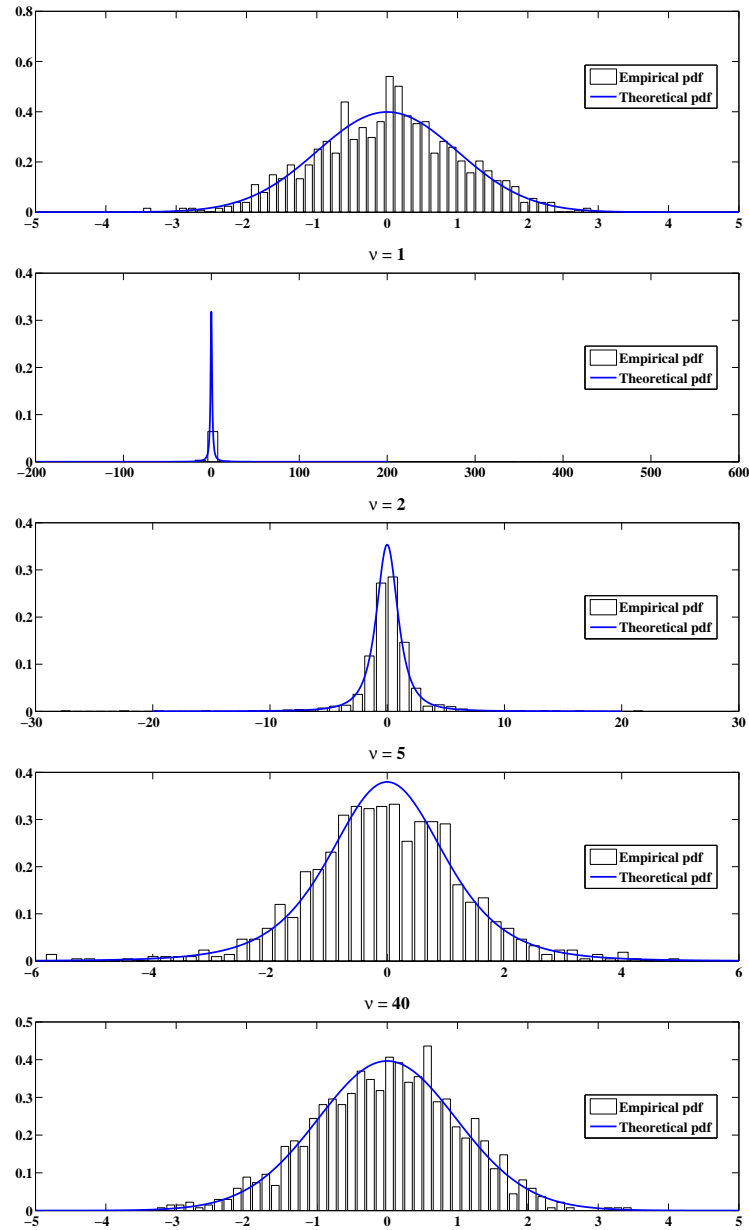 0.8
0.6
0.4
0.2
0
−5 −4 −3 −2 −1 0 1 2 3 4 5
Empirical pdf
Theoretical pdf
ν = 1
0.4
0.3
0.2
0.1
0
−200 −100 0 100 200 300 400 500 600
Empirical pdf
Theoretical pdf
ν = 2
0.4
0.3
0.2
0.1
0
−30 −20 −10 0 10 20 30
Empirical pdf
Theoretical pdf
ν = 5
0.4
0.3
0.2
0.1
0
−6 −4 −2 0 2 4 6
Empirical pdf
Theoretical pdf
ν = 40
0.5
0.4
0.3
0.2
0.1
0
−5 −4 −3 −2 −1 0 1 2 3 4 5
Empirical pdf
Theoretical pdf